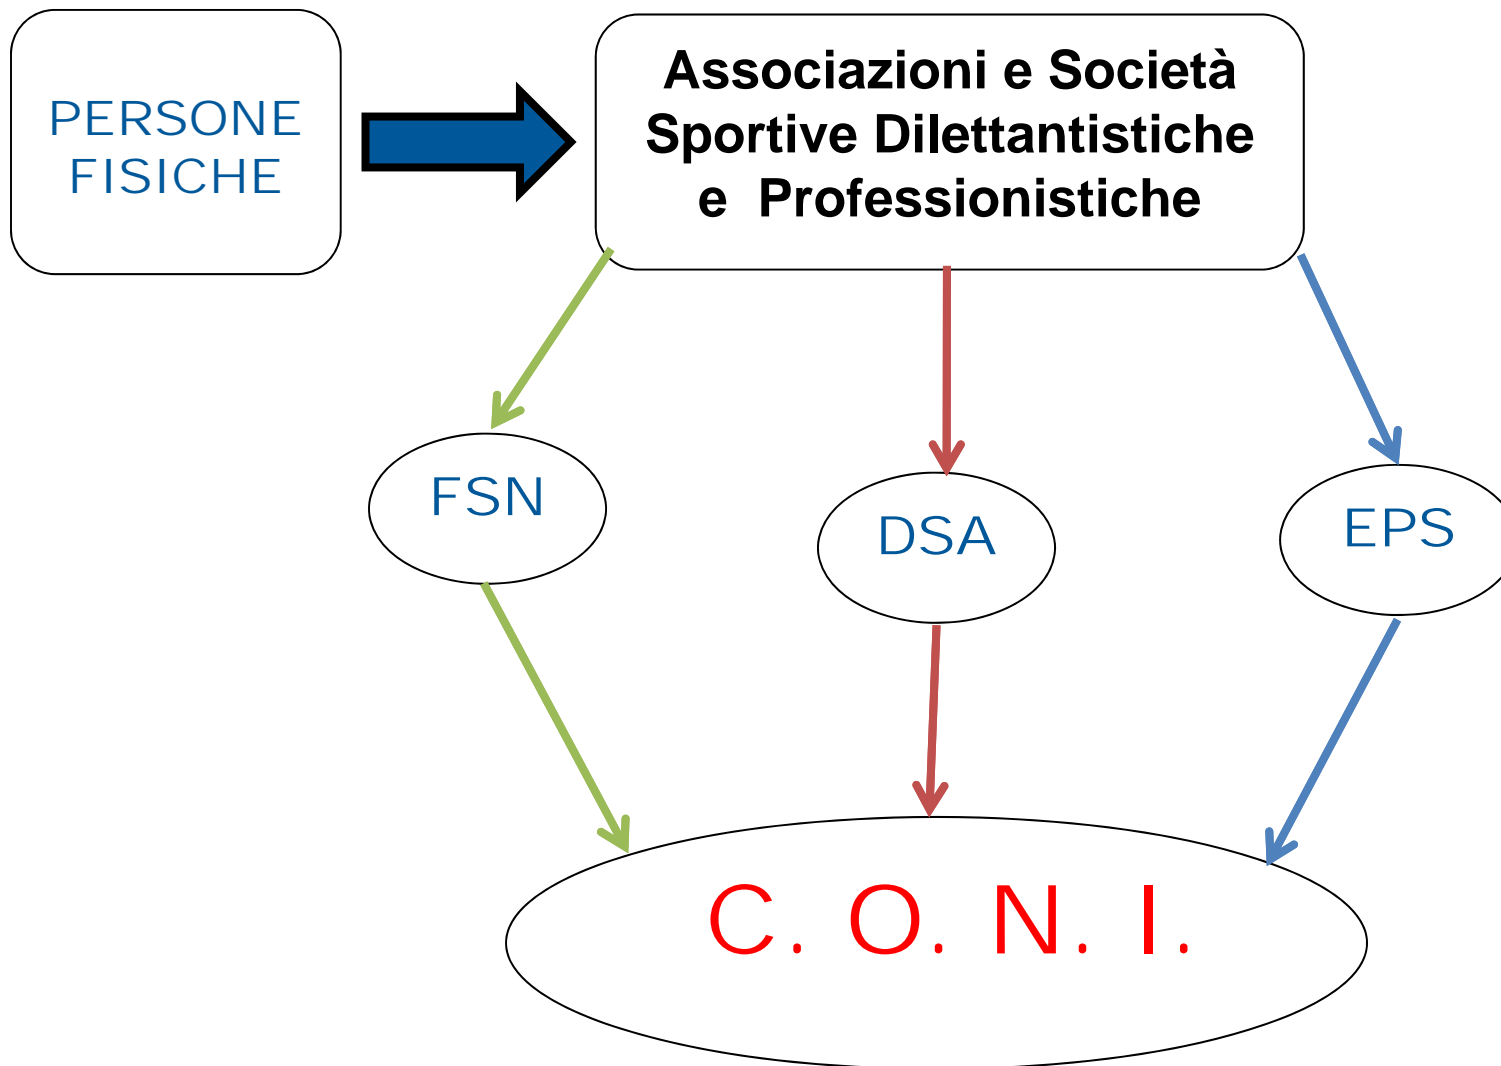 PERSONE
FISICHE
Associazioni e Società
Sportive Dilettantistiche
e  Professionistiche
FSN
DSA
EPS
C. O. N. I.